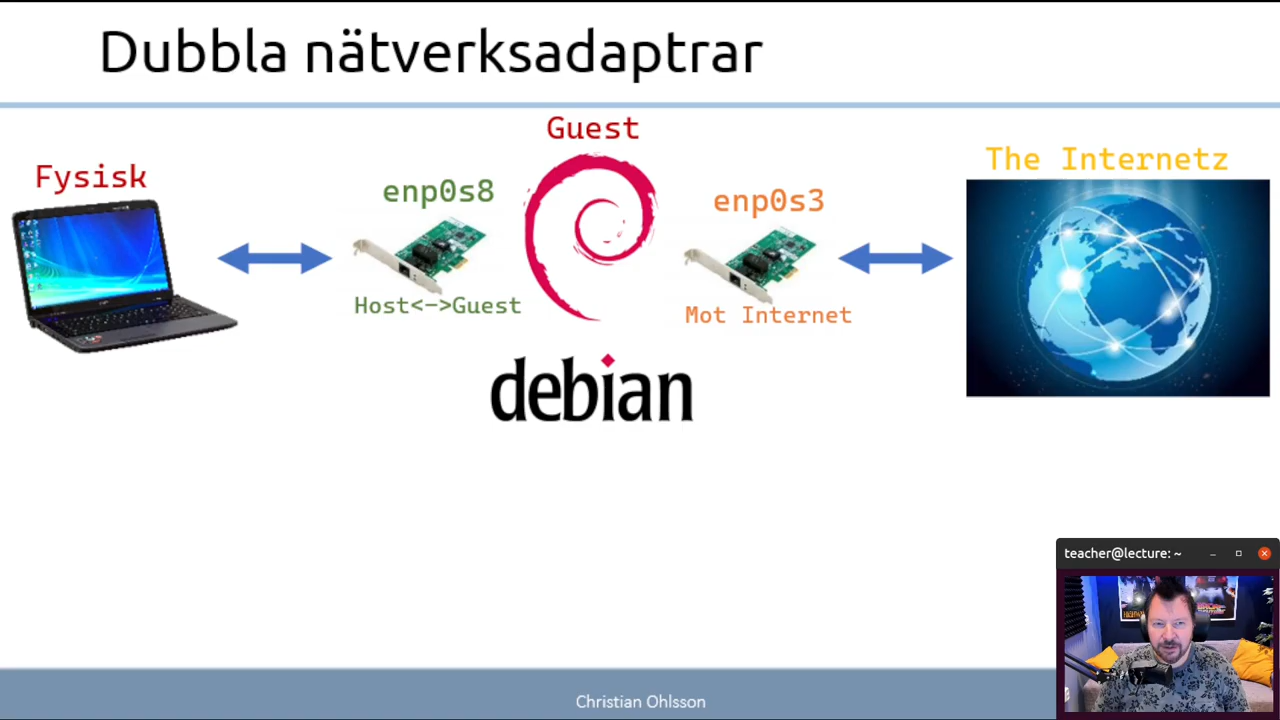 Dubbla nätverksadaptrar
Guest
Fysisk
The Internetz
enp0s8
enp0s3
Host<->Guest
Mot Internet
debian
teacher@lecture: ~
Christian Ohlsson